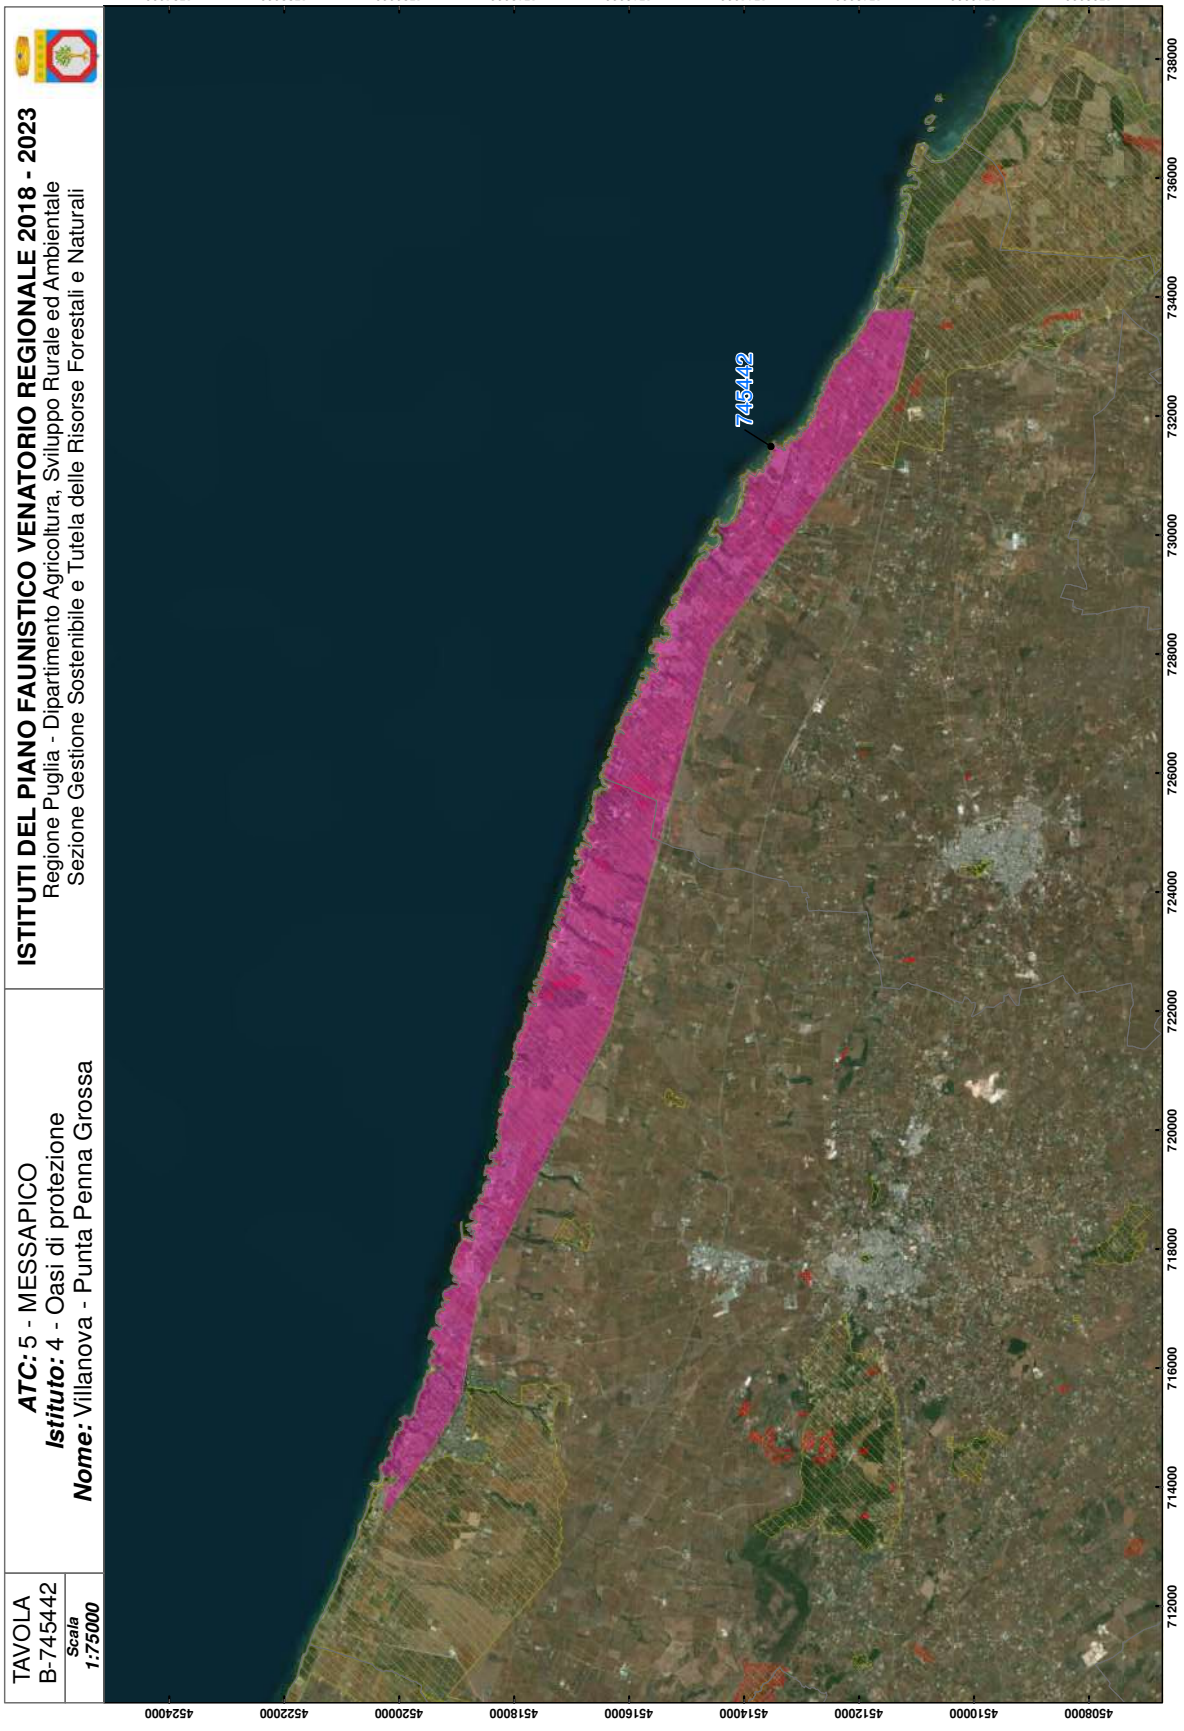 TAVOLA
B-745442
Scala
1:75000
ATC: 5 - MESSAPICO
Istituto: 4 - Oasi di protezione
Nome: Villanova - Punta Penna Grossa
ISTITUTI DEL PIANO FAUNISTICO VENATORIO REGIONALE 2018 - 2023
Regione Puglia - Dipartimento Agricoltura, Sviluppo Rurale ed Ambientale
Sezione Gestione Sostenibile e Tutela delle Risorse Forestali e Naturali
745442
4524000
4522000
4520000
4518000
4516000
4514000
4512000
4510000
4508000
712000
714000
716000
718000
720000
722000
724000
726000
728000
730000
732000
734000
736000
738000